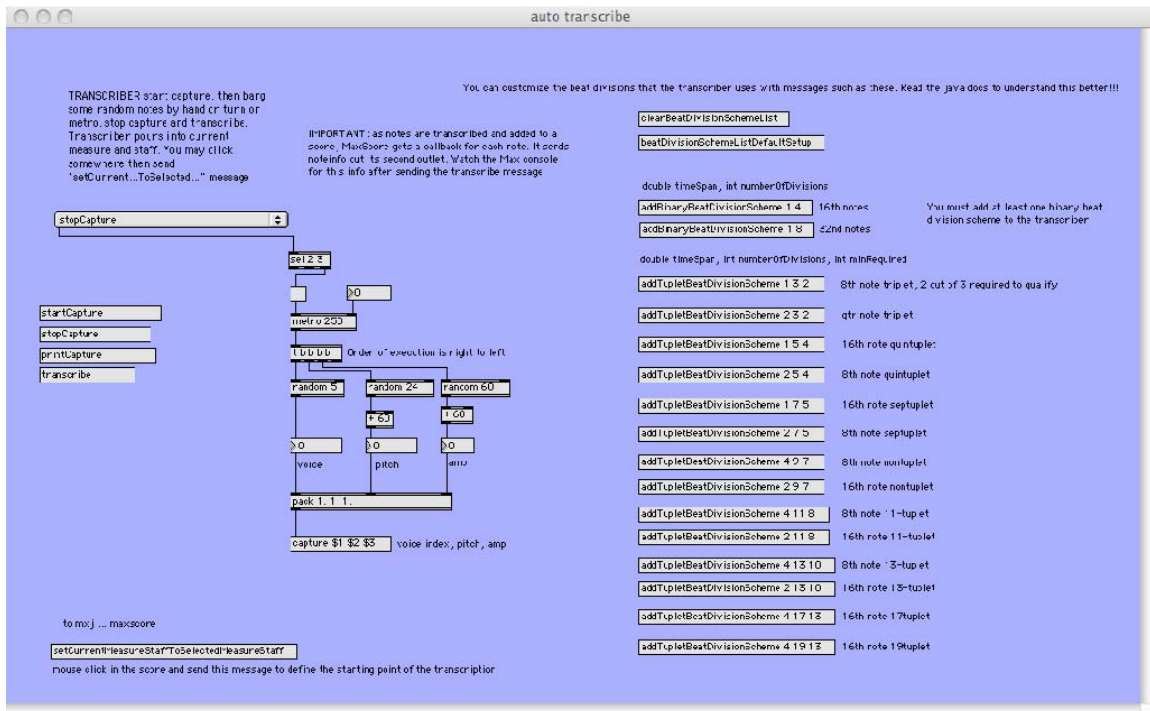 auto transcribe
TRANSCRIBER start capture, then bang
some random notes by hand or turn on
metro. stop capture and transcribe.
Transcriber pours into current
measure and staff. You may click
somewhere then send
"setCurrent...ToSelected..." message
IMPORTANT: as notes are transcribed and added to a
score, MaxScore gets a callback for each note. It sends
noteinfo out its second outlet. Watch the Max console
for this info after sending the transcribe message
stopCapture
sel 2 3
0
metro 250
t b b b b Order of execution is right to left
startCapture
stopCapture
printCapture
transcribe
random 5 random 24 random 60
+ 60 + 60
0 0 0
voice pitch amp
pack 1. 1. 1.
capture $1 $2 $3 voice index, pitch, amp
to mxj ... maxscore
setCurrentMeasureStaffToSelectedMeasureStaff
mouse click in the score and send this message to define the starting point of the transcription
You can customize the beat divisions that the transcriber uses with messages such as these. Read the java docs to understand this better!!!
clearBeatDivisionSchemeList
beatDivisionSchemeListDefaultSetup
double timeSpan, int numberOfDivisions
addBinaryBeatDivisionScheme 1 4 16th notes
addBinaryBeatDivisionScheme 1 8 32nd notes
You must add at least one binary beat
division scheme to the transcriber
double timeSpan, int numberOfDivisions, int minRequired
addTupletBeatDivisionScheme 1 3 2 8th note triplet, 2 out of 3 required to qualify
addTupletBeatDivisionScheme 2 3 2 qtr note triplet
addTupletBeatDivisionScheme 1 5 4 16th note quintuplet
addTupletBeatDivisionScheme 2 5 4 8th note quintuplet
addTupletBeatDivisionScheme 1 7 5 16th note septuplet
addTupletBeatDivisionScheme 2 7 5 8th note septuplet
addTupletBeatDivisionScheme 4 9 7 8th note nontuplet
addTupletBeatDivisionScheme 2 9 7 16th note nontuplet
addTupletBeatDivisionScheme 4 11 8 8th note 11-tuplet
addTupletBeatDivisionScheme 2 11 8 16th note 11-tuplet
addTupletBeatDivisionScheme 4 13 10 8th note 13-tuplet
addTupletBeatDivisionScheme 2 13 10 16th note 13-tuplet
addTupletBeatDivisionScheme 4 17 13 16th note 17tuplet
addTupletBeatDivisionScheme 4 19 13 16th note 19tuplet